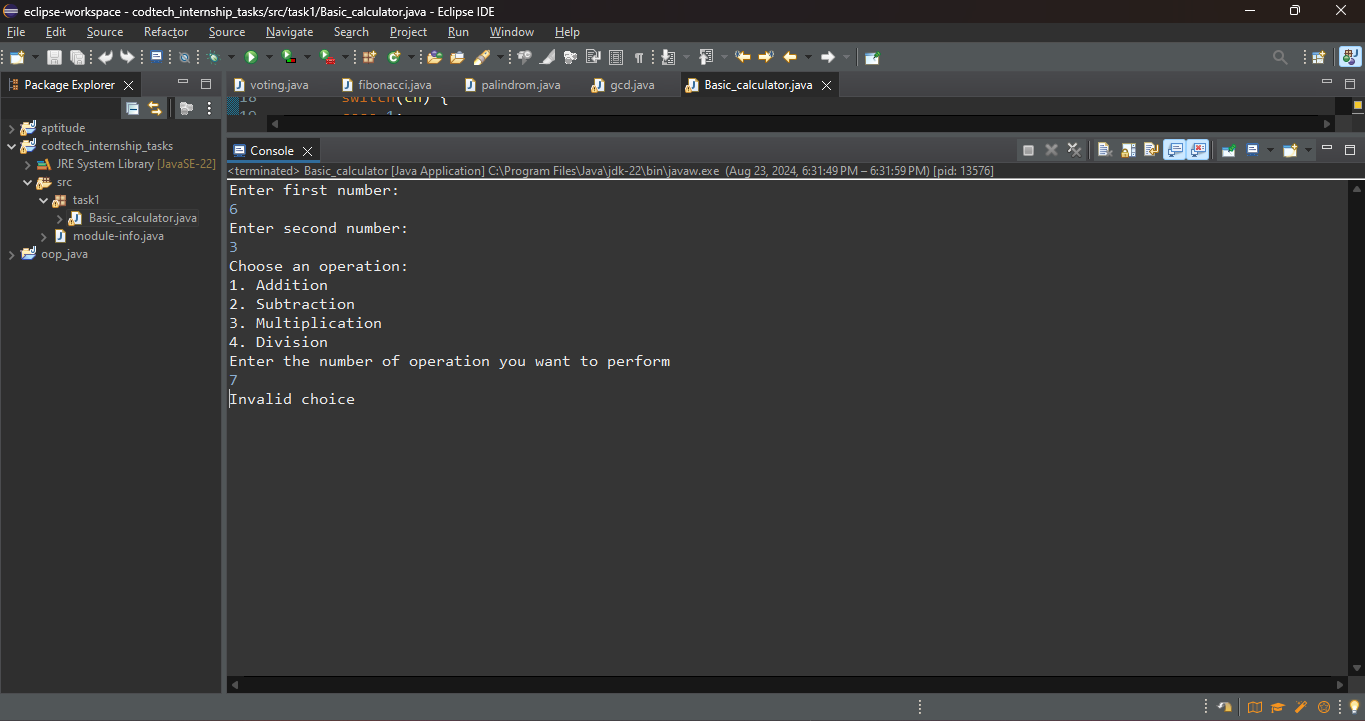 eclipse-workspace - codtech_internship_tasks/src/task1/Basic_calculator.java - Eclipse IDE
File Edit Source Refactor Source Navigate Search Project Run Window Help
Package Explorer
voting.java fibonacci.java palindrom.java gcd.java Basic_calculator.java
18 switch(ch) {
19 case 1:
aptitude
codtech_internship_tasks
JRE System Library [JavaSE-22]
src
task1
Basic_calculator.java
module-info.java
oop_java
Console
<terminated> Basic_calculator [Java Application] C:\Program Files\Java\jdk-22\bin\javaw.exe (Aug 23, 2024, 6:31:49 PM – 6:31:59 PM) [pid: 13576]
Enter first number:
6
Enter second number:
3
Choose an operation:
1. Addition
2. Subtraction
3. Multiplication
4. Division
Enter the number of operation you want to perform
7
Invalid choice